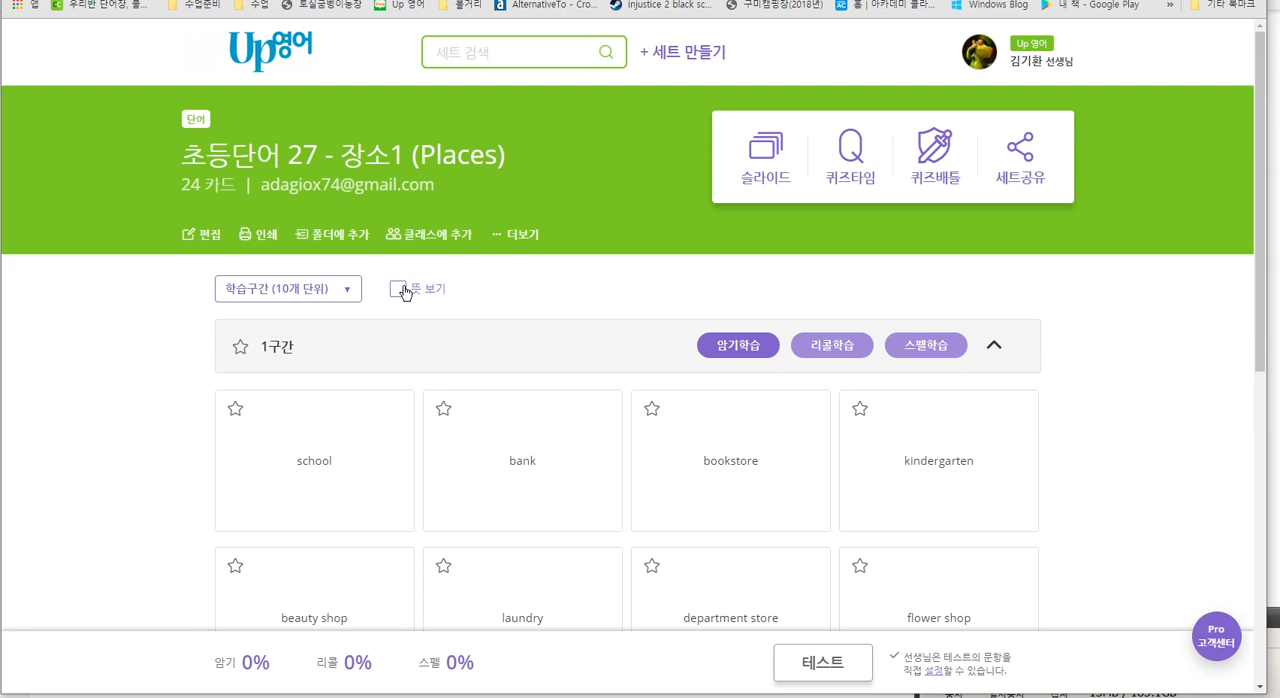 앱
우리반 단어장, 클...
수업준비
수업
토실굼벵이농장
Up 영어
볼거리
AlternativeTo - Cro...
injustice 2 black sc...
구미캠핑장(2018년)
홈 | 아카데미 클라...
Windows Blog
내 책 - Google Play
»
기타 북마크
Up영어
세트 검색
+ 세트 만들기
Up 영어
김기환 선생님
단어
초등단어 27 - 장소1 (Places)
24 카드 | adagiox74@gmail.com
슬라이드
퀴즈타임
퀴즈배틀
세트공유
편집
인쇄
폴더에 추가
클래스에 추가
··· 더보기
학습구간 (10개 단위) ▼
뜻 보기
1구간
암기학습
리콜학습
스펠학습
school
bank
bookstore
kindergarten
beauty shop
laundry
department store
flower shop
암기 0%
리콜 0%
스펠 0%
테스트
선생님은 테스트의 문항을
직접 설정할 수 있습니다.
Pro
고객센터